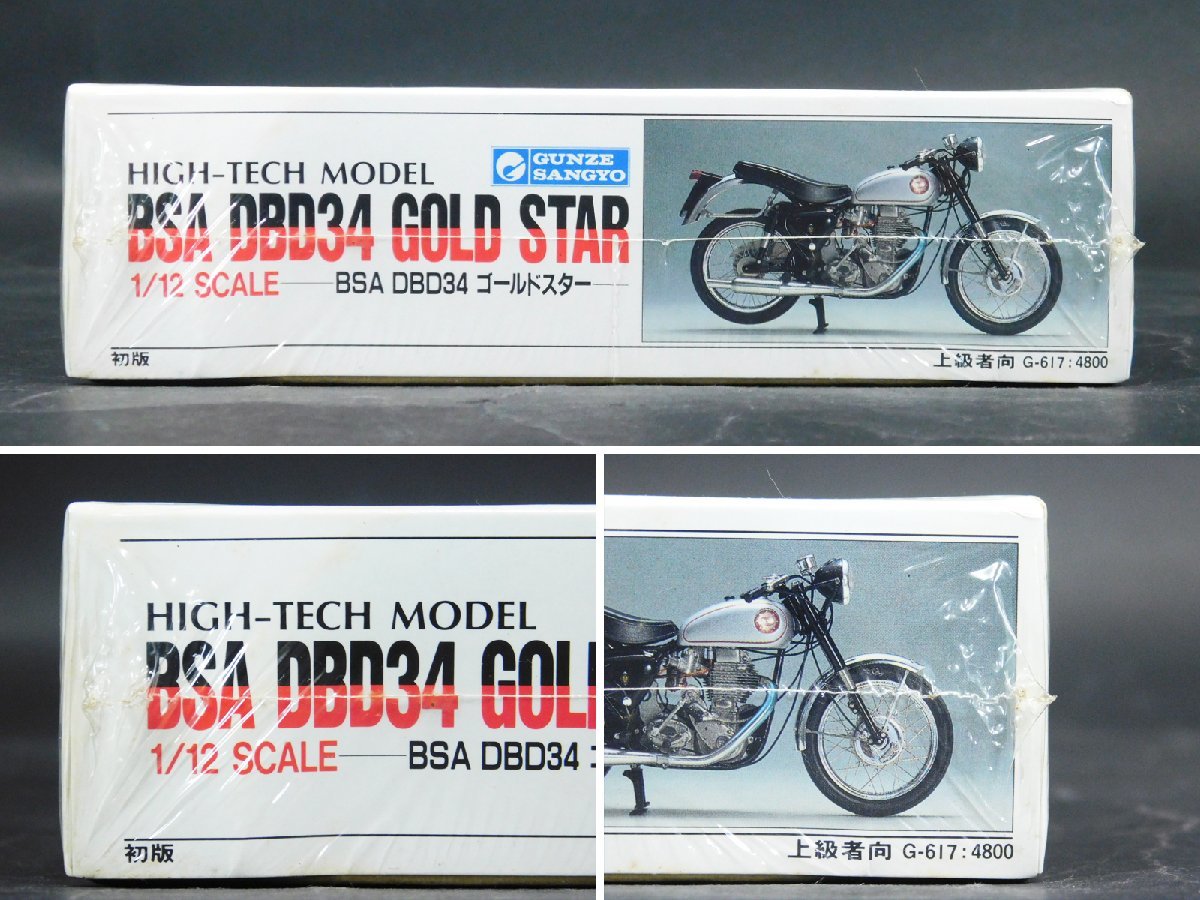 HIGH-TECH MODEL
GUNZE
SANGYO
BSA DBD34 GOLD STAR
1/12 SCALE BSA DBD34 ゴールドスター
初版
上級者向 G-617:4800
HIGH-TECH MODEL
BSA DBD34 GOL
1/12 SCALE BSA DBD34
初版
上級者向 G-617:4800